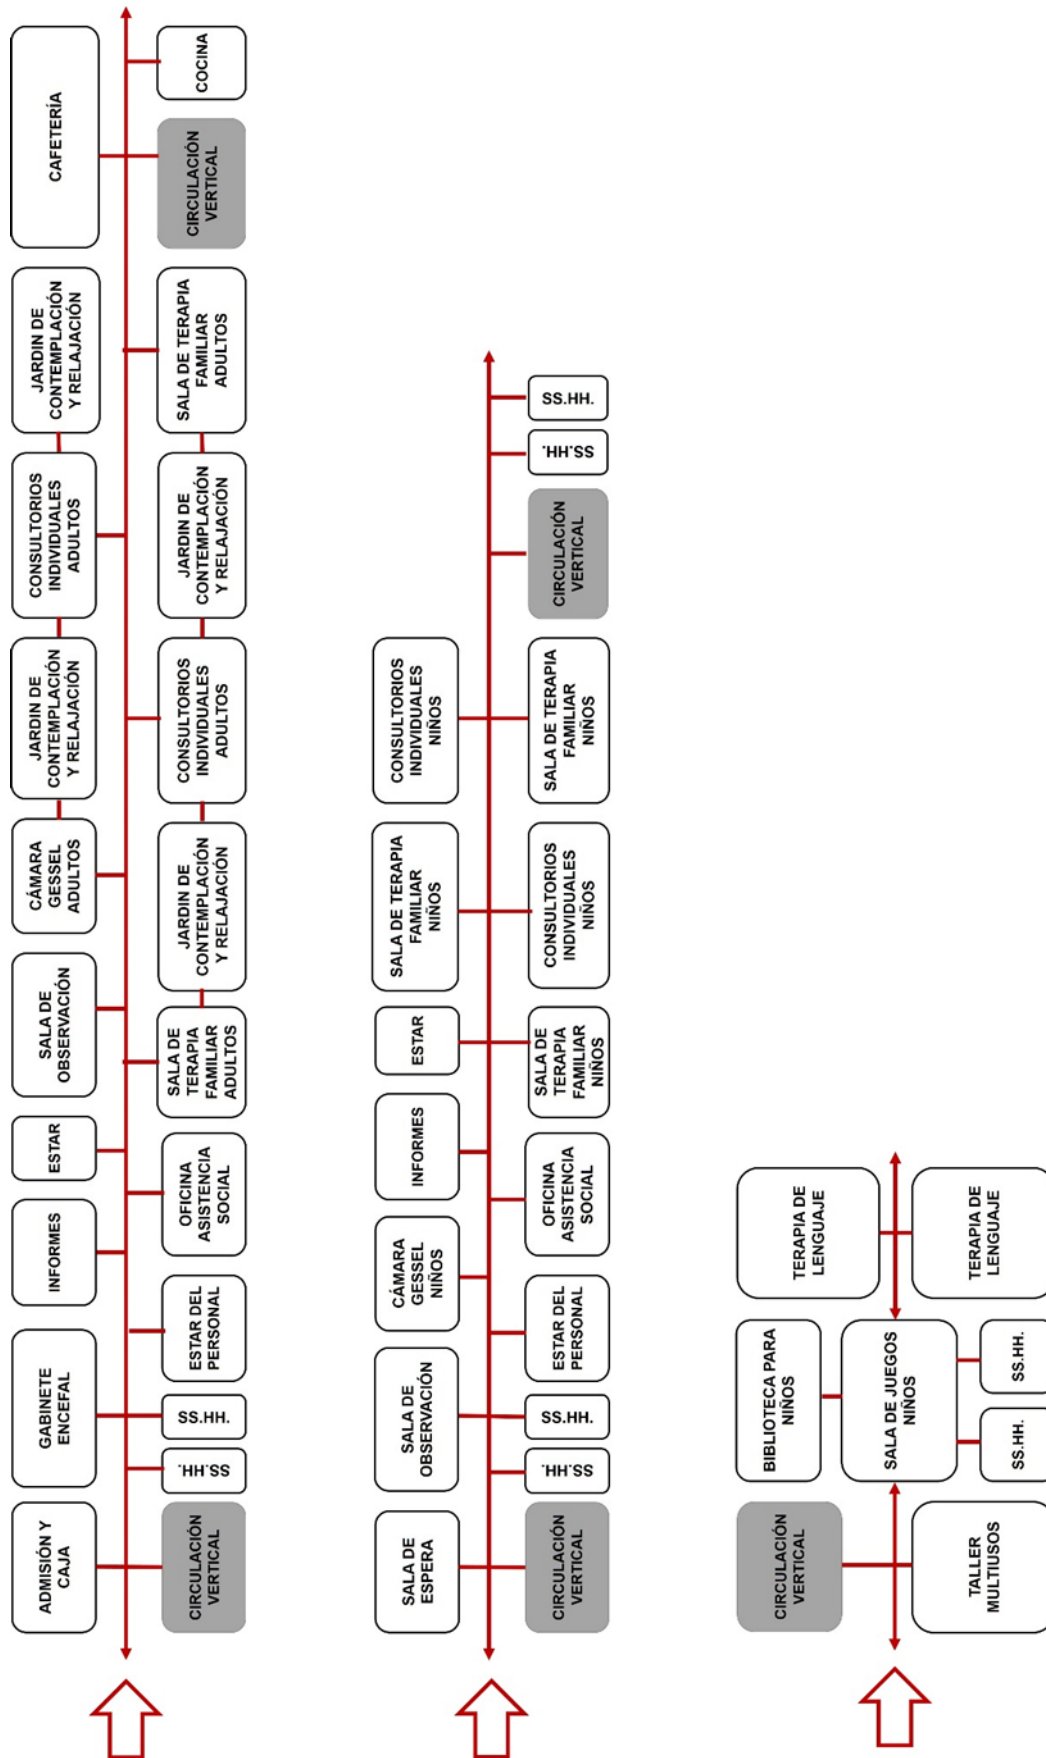 ADMISIÓN Y
CAJA
GABINETE
ENCEFAL
INFORMES
ESTAR
SALA DE
OBSERVACIÓN
CÁMARA
GESSEL
ADULTOS
JARDIN DE
CONTEMPLACIÓN
Y RELAJACIÓN
CONSULTORIOS
INDIVIDUALES
ADULTOS
JARDIN DE
CONTEMPLACIÓN
Y RELAJACIÓN
CAFETERÍA
CIRCULACIÓN
VERTICAL
SS.HH.
SS.HH.
ESTAR DEL
PERSONAL
OFICINA
ASISTENCIA
SOCIAL
SALA DE
TERAPIA
FAMILIAR
ADULTOS
JARDIN DE
CONTEMPLACIÓN
Y RELAJACIÓN
CONSULTORIOS
INDIVIDUALES
ADULTOS
JARDIN DE
CONTEMPLACIÓN
Y RELAJACIÓN
SALA DE TERAPIA
FAMILIAR
ADULTOS
CIRCULACIÓN
VERTICAL
COCINA
SALA DE
ESPERA
SALA DE
OBSERVACIÓN
CÁMARA
GESSEL
NIÑOS
INFORMES
ESTAR
SALA DE TERAPIA
FAMILIAR
NIÑOS
CONSULTORIOS
INDIVIDUALES
NIÑOS
CIRCULACIÓN
VERTICAL
SS.HH.
SS.HH.
ESTAR DEL
PERSONAL
OFICINA
ASISTENCIA
SOCIAL
SALA DE
TERAPIA
FAMILIAR
NIÑOS
CONSULTORIOS
INDIVIDUALES
NIÑOS
SALA DE TERAPIA
FAMILIAR
NIÑOS
CIRCULACIÓN
VERTICAL
SS.HH.
SS.HH.
CIRCULACIÓN
VERTICAL
BIBLIOTECA PARA
NIÑOS
TERAPIA DE
LENGUAJE
SALA DE JUEGOS
NIÑOS
TALLER
MULTIUSOS
SS.HH.
SS.HH.
TERAPIA DE
LENGUAJE